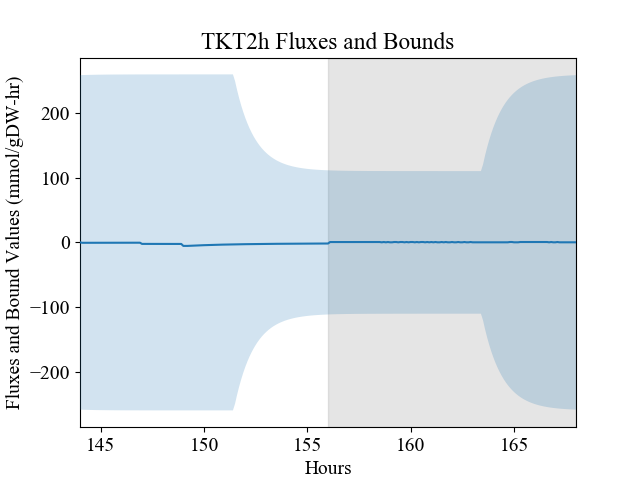 TKT2h Fluxes and Bounds
Fluxes and Bound Values (mmol/gDW-hr)
200
100
0
−100
−200
145 150 155 160 165
Hours